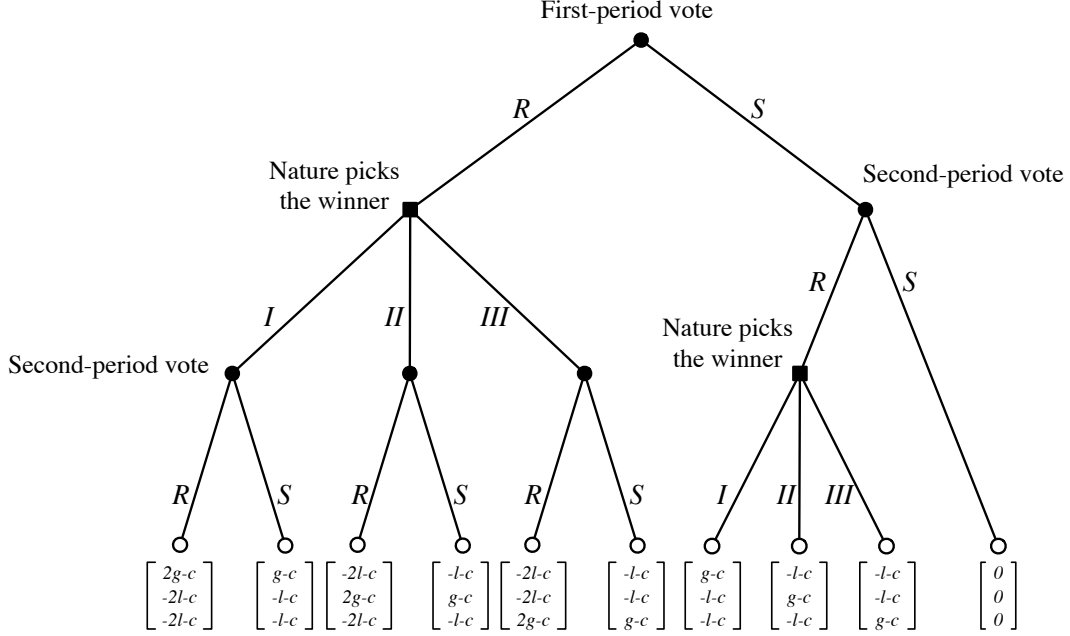 First-period vote
R
S
Nature picks
the winner
Second-period vote
I
II
III
R
S
Nature picks
the winner
Second-period vote
R
S
R
S
R
S
I
II
III
2g-c
-2l-c
-2l-c
g-c
-l-c
-l-c
-2l-c
2g-c
-2l-c
-l-c
g-c
-l-c
-2l-c
-2l-c
2g-c
-l-c
-l-c
g-c
g-c
-l-c
-l-c
-l-c
g-c
-l-c
-l-c
-l-c
g-c
0
0
0